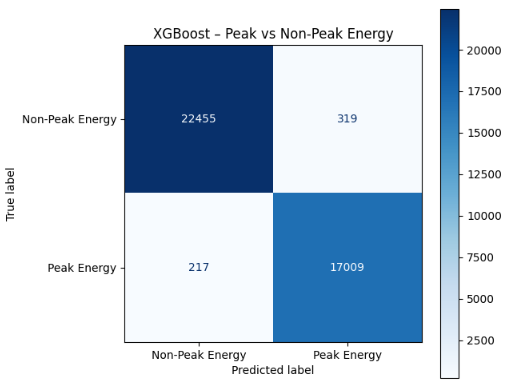 XGBoost – Peak vs Non-Peak Energy
Non-Peak Energy
22455
319
Peak Energy
217
17009
True label
Non-Peak Energy
Peak Energy
Predicted label
20000
17500
15000
12500
10000
7500
5000
2500